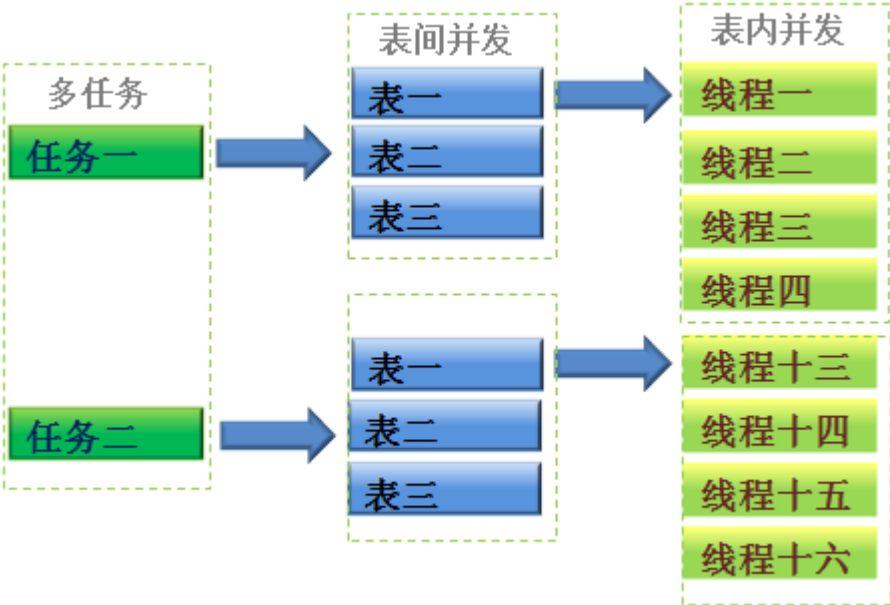 多任务
任务一
任务二
表间并发
表一
表二
表三
表一
表二
表三
表内并发
线程一
线程二
线程三
线程四
线程十三
线程十四
线程十五
线程十六